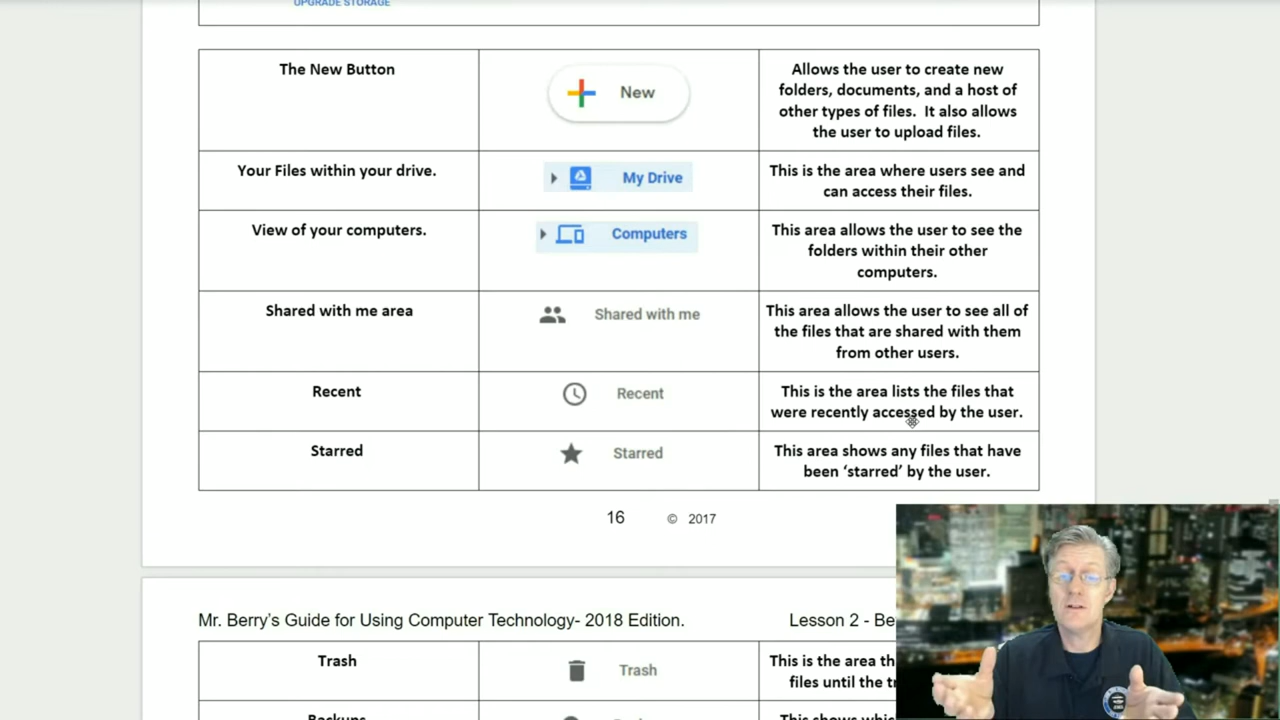 UPGRADE STORAGE
The New Button
New
Allows the user to create new
folders, documents, and a host of
other types of files. It also allows
the user to upload files.
Your Files within your drive.
My Drive
This is the area where users see and
can access their files.
View of your computers.
Computers
This area allows the user to see the
folders within their other
computers.
Shared with me area
Shared with me
This area allows the user to see all of
the files that are shared with them
from other users.
Recent
Recent
This is the area lists the files that
were recently accessed by the user.
Starred
Starred
This area shows any files that have
been ‘starred’ by the user.
16 © 2017
Mr. Berry’s Guide for Using Computer Technology- 2018 Edition. Lesson 2 - Be
Trash
Trash
This is the area th
files until the tr
Backups
This shows whic